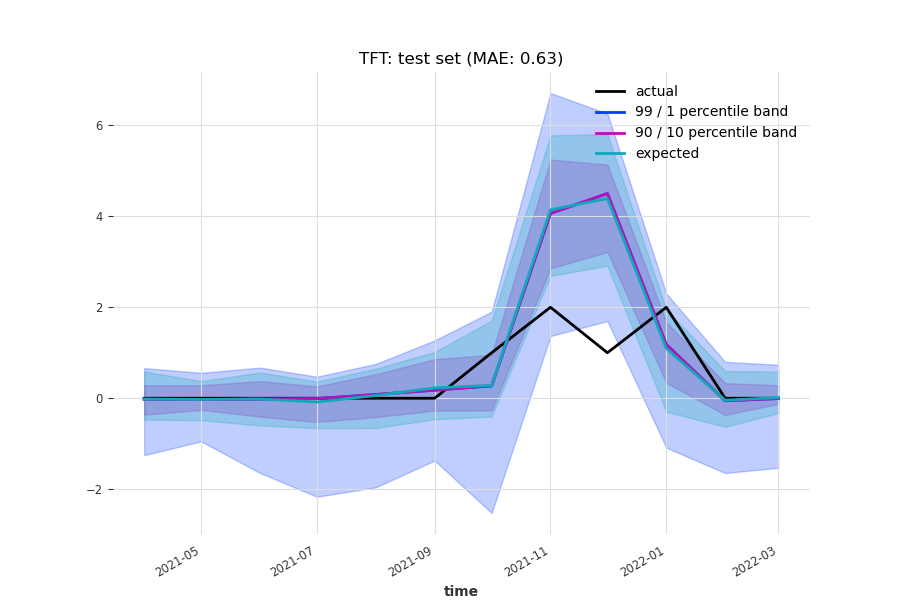 TFT: test set (MAE: 0.63)
actual
99 / 1 percentile band
90 / 10 percentile band
expected
6
4
2
0
−2
2021-05
2021-07
2021-09
2021-11
2022-01
2022-03
time